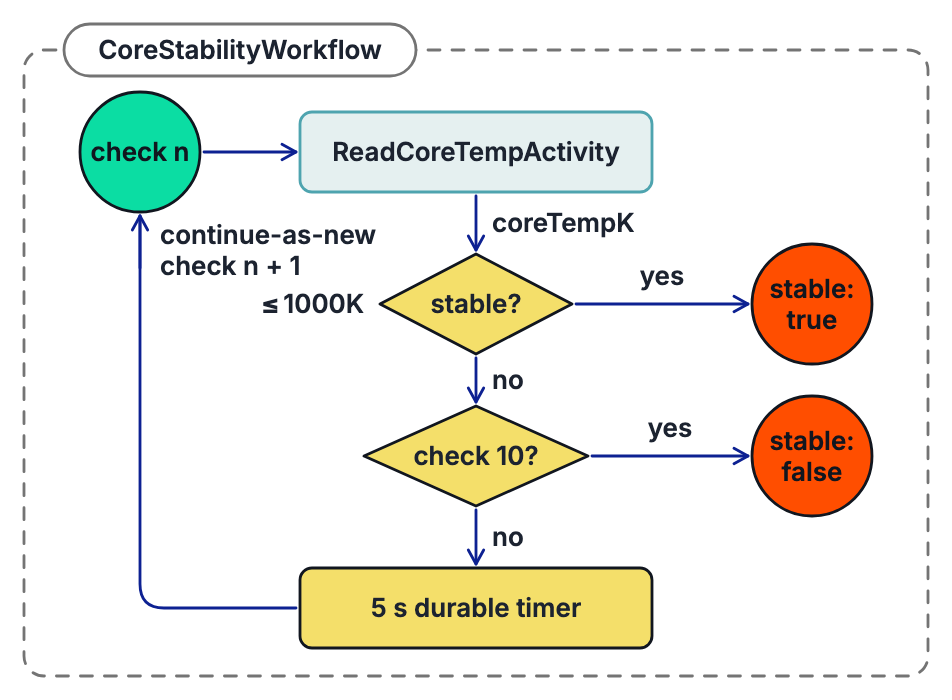 CoreStabilityWorkflow
check n
ReadCoreTempActivity
continue-as-new
check n + 1
coreTempK
≤ 1000K
stable?
yes
stable:
true
no
check 10?
yes
stable:
false
no
5 s durable timer